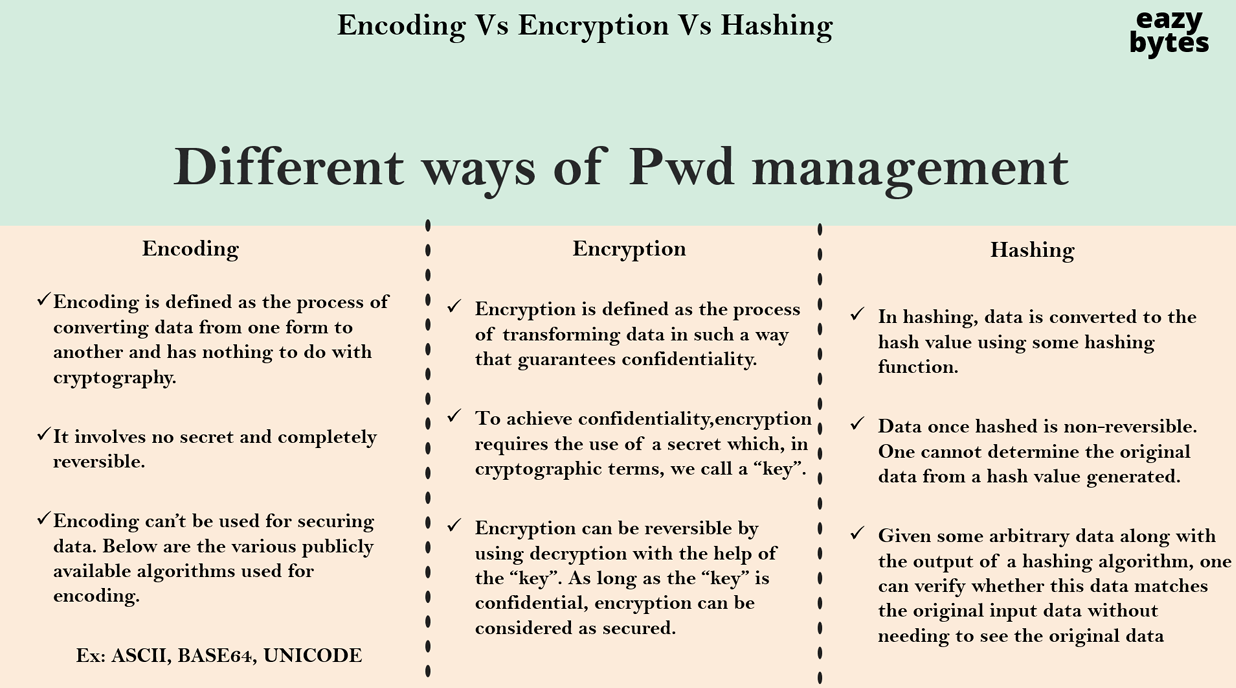 Encoding Vs Encryption Vs Hashing
eazy
bytes
Different ways of Pwd management
Encoding
✓Encoding is defined as the process of
converting data from one form to
another and has nothing to do with
cryptography.
✓It involves no secret and completely
reversible.
✓Encoding can’t be used for securing
data. Below are the various publicly
available algorithms used for
encoding.
Ex: ASCII, BASE64, UNICODE
Encryption
✓ Encryption is defined as the process
of transforming data in such a way
that guarantees confidentiality.
✓ To achieve confidentiality,encryption
requires the use of a secret which, in
cryptographic terms, we call a “key”.
✓ Encryption can be reversible by
using decryption with the help of
the “key”. As long as the “key” is
confidential, encryption can be
considered as secured.
Hashing
✓ In hashing, data is converted to the
hash value using some hashing
function.
✓ Data once hashed is non-reversible.
One cannot determine the original
data from a hash value generated.
✓ Given some arbitrary data along with
the output of a hashing algorithm, one
can verify whether this data matches
the original input data without
needing to see the original data